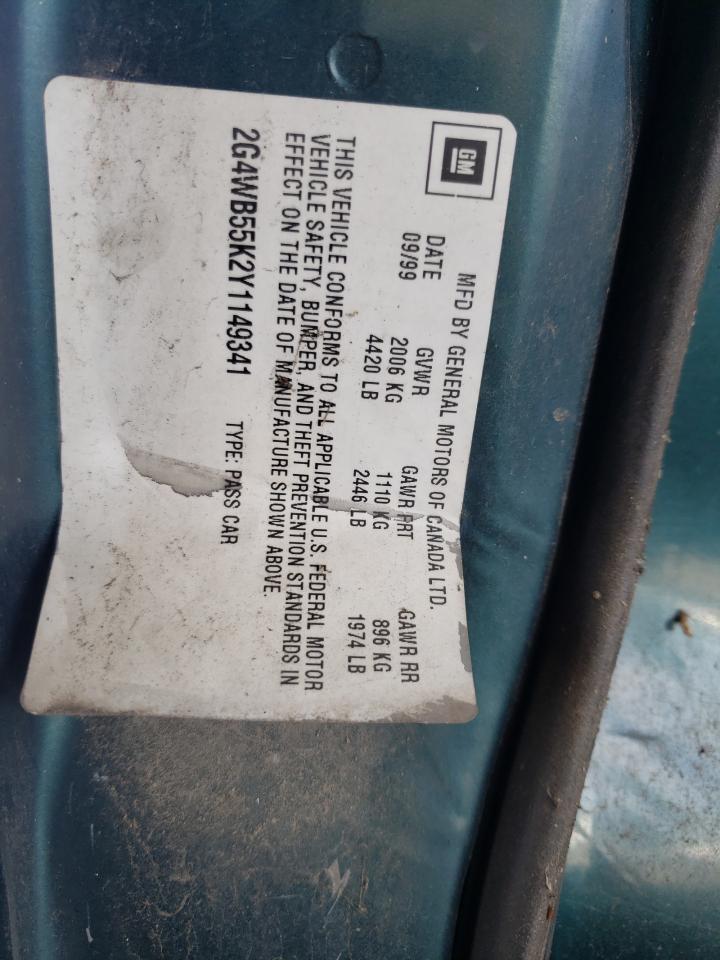 GM
MFD BY GENERAL MOTORS OF CANADA LTD.
DATE GVWR GAWR FRT GAWR RR
09/99 2006 KG 1110 KG 896 KG
4420 LB 2446 LB 1974 LB
THIS VEHICLE CONFORMS TO ALL APPLICABLE U.S. FEDERAL MOTOR
VEHICLE SAFETY, BUMPER, AND THEFT PREVENTION STANDARDS IN
EFFECT ON THE DATE OF MANUFACTURE SHOWN ABOVE.
2G4WB55K2Y1149341 TYPE: PASS CAR